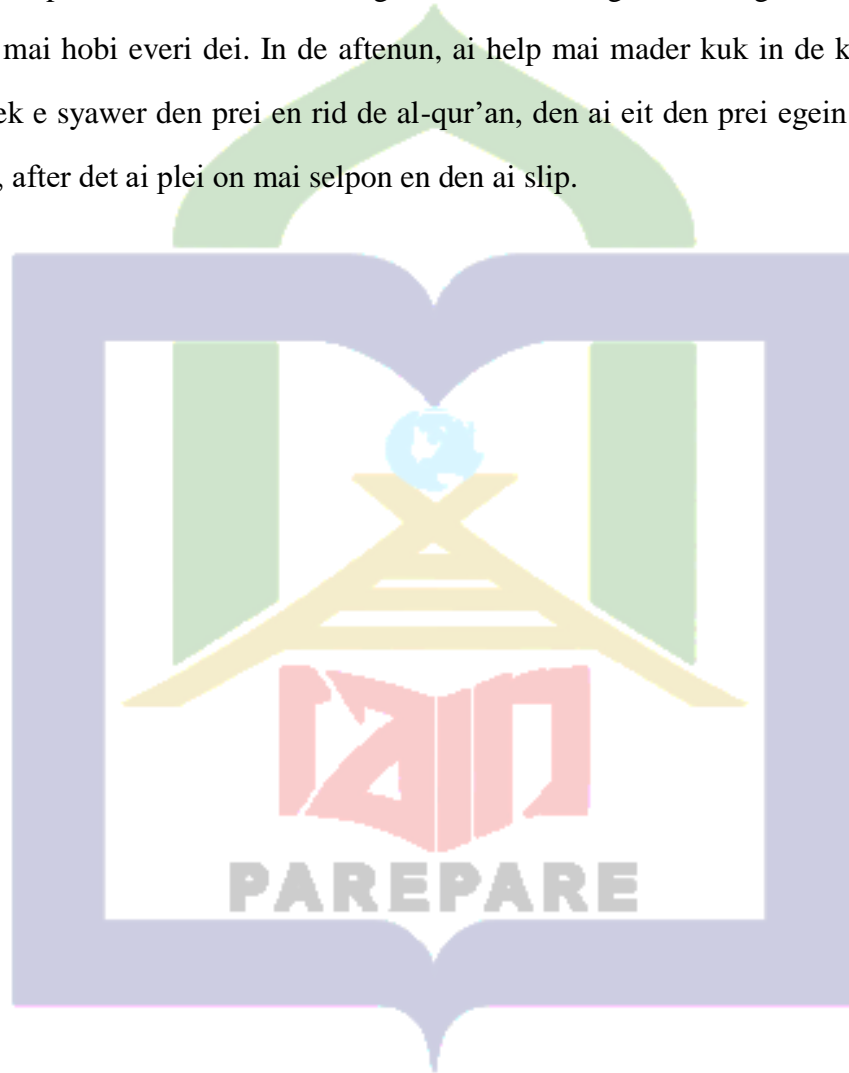 mai hobi everi dei. In de aftenun, ai help mai mader kuk in de k
ek e syawer den prei en rid de al-qur’an, den ai eit den prei egein
, after det ai plei on mai selpon en den ai slip.
iain
PAREPARE